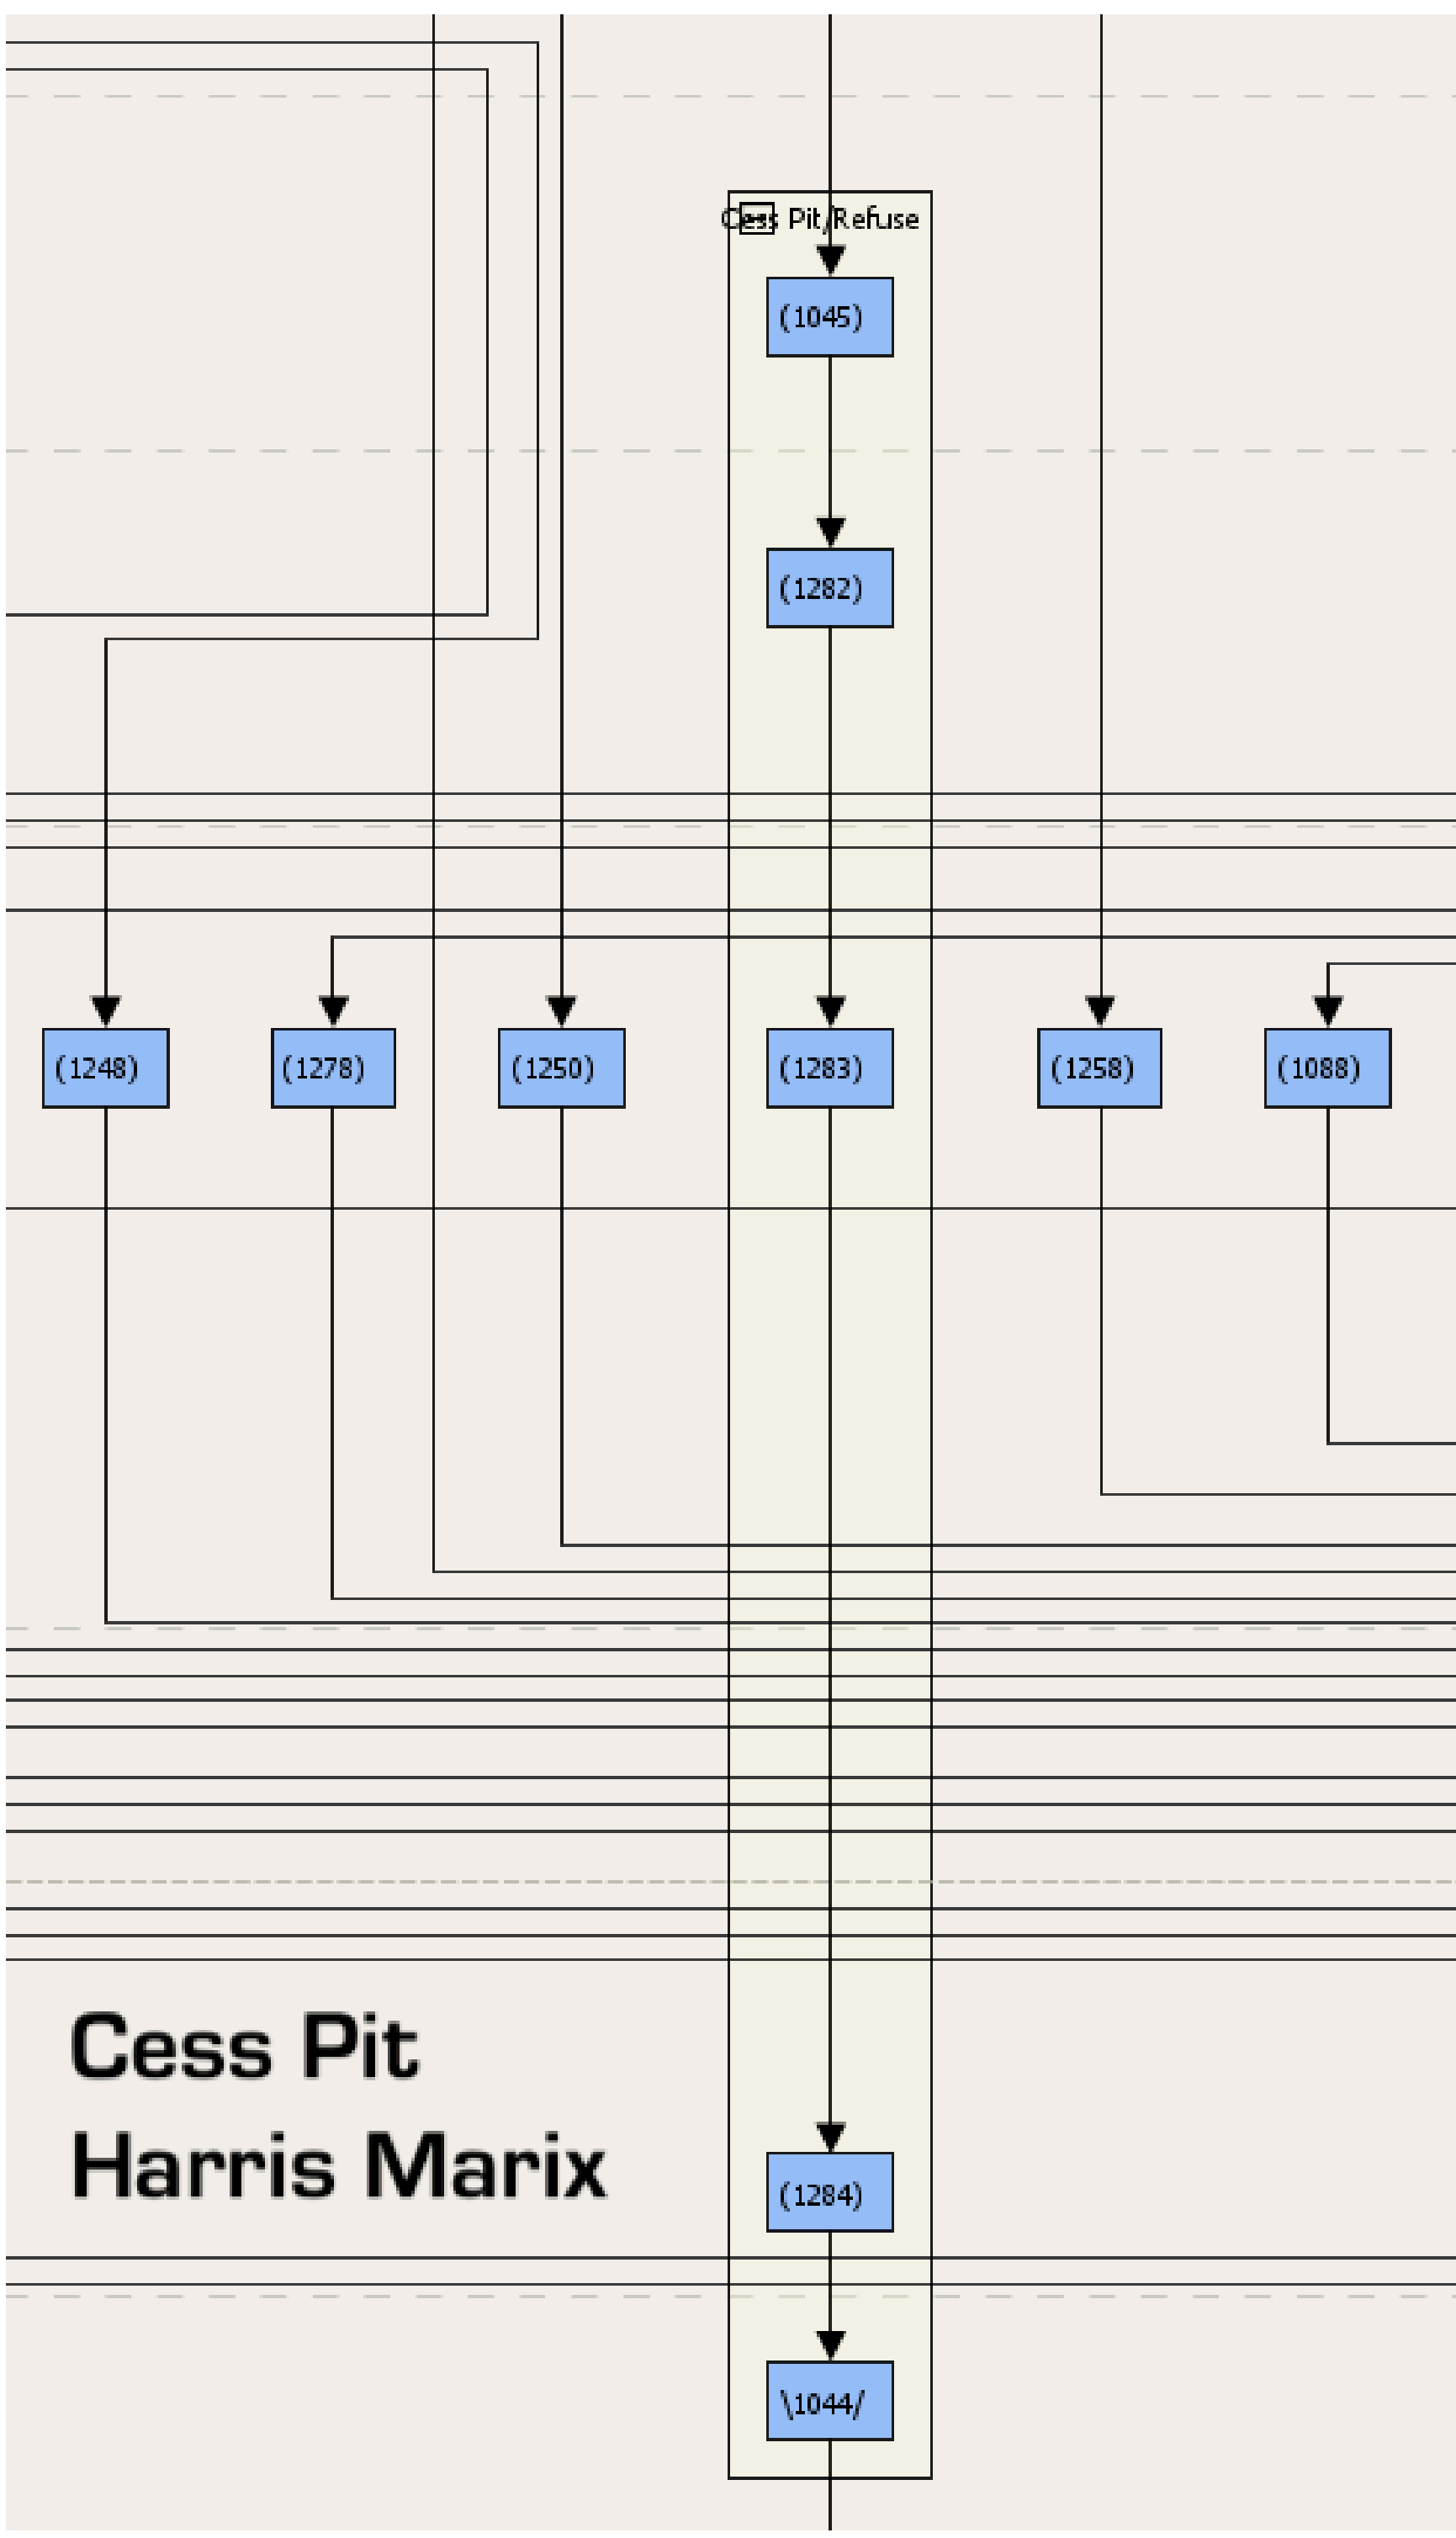 Cess Pit/Refuse
(1045)
(1282)
(1248) (1278) (1250) (1283) (1258) (1088)
Cess Pit
Harris Marix
(1284)
\1044/